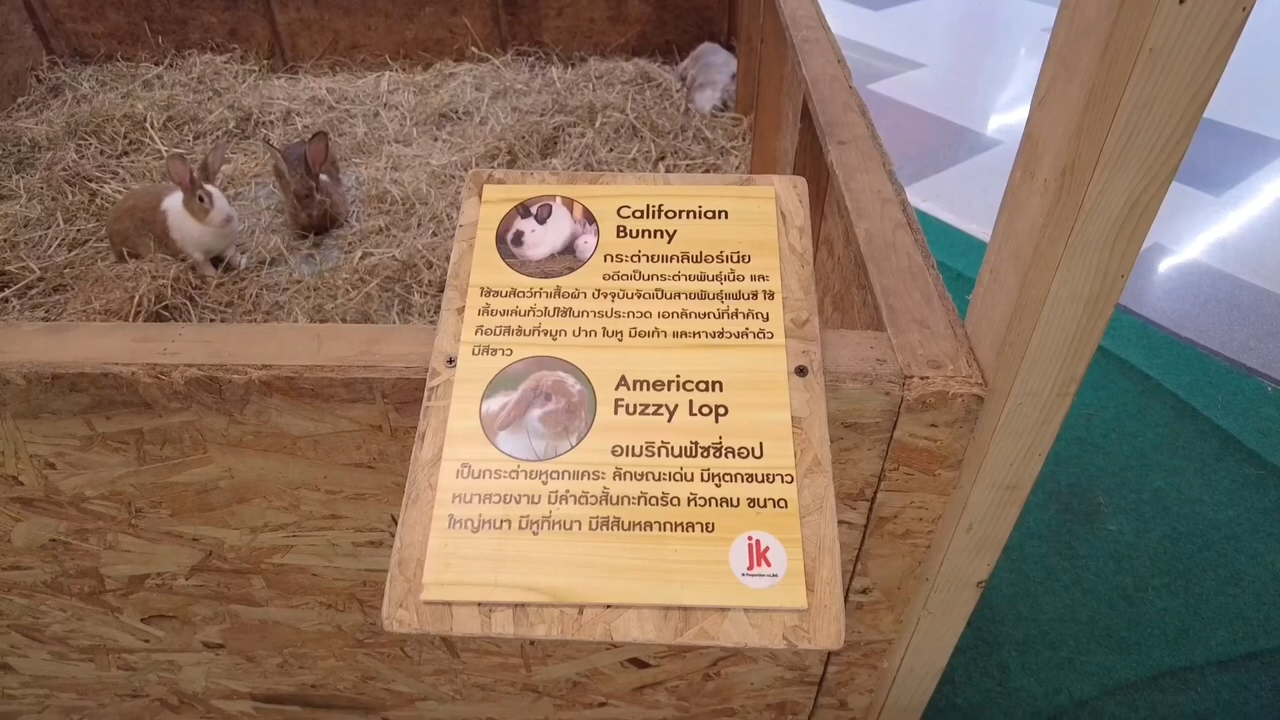 Californian
Bunny
กระต่ายแคลิฟอร์เนีย
อดีตเป็นกระต่ายพันธุ์เนื้อ และ
ใช้ขนสัตว์ทำเสื้อผ้า ปัจจุบันจัดเป็นสายพันธุ์แฟนซี ใช้
เลี้ยงเล่นทั่วไปใช้ในการประกวด เอกลักษณ์ที่สำคัญ
คือมีสีเข้มที่จมูก ปาก ใบหู มือเท้า และหางช่วงลำตัว
มีสีขาว
American
Fuzzy Lop
อเมริกันฟัซซี่ลอป
เป็นกระต่ายหูตกแคระ ลักษณะเด่น มีหูตกขนยาว
หนาสวยงาม มีลำตัวสั้นกะทัดรัด หัวกลม ขนาด
ใหญ่หนา มีหูที่หนา มีสีสันหลากหลาย
jk